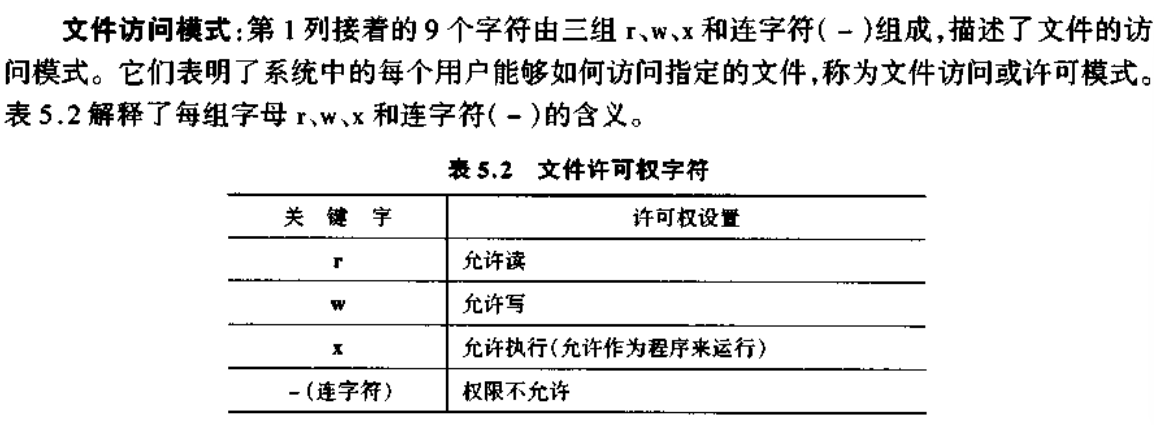 文件访问模式:第1列接着的9个字符由三组r、w、x和连字符(-)组成,描述了文件的访
问模式。它们表明了系统中的每个用户能够如何访问指定的文件,称为文件访问或许可模式。
表5.2解释了每组字母r、w、x和连字符(-)的含义。
表5.2 文件许可权字符
关 键 字 许可权设置
r 允许读
w 允许写
x 允许执行(允许作为程序来运行)
-(连字符) 权限不允许